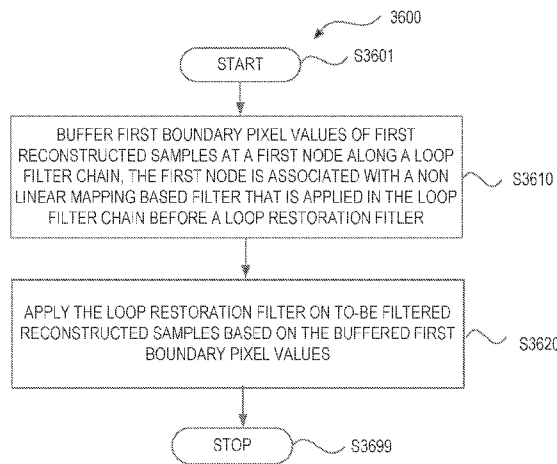 3600
START
S3601
BUFFER FIRST BOUNDARY PIXEL VALUES OF FIRST
RECONSTRUCTED SAMPLES AT A FIRST NODE ALONG A LOOP
FILTER CHAIN, THE FIRST NODE IS ASSOCIATED WITH A NON
LINEAR MAPPING BASED FILTER THAT IS APPLIED IN THE LOOP
FILTER CHAIN BEFORE A LOOP RESTORATION FITLER
S3610
APPLY THE LOOP RESTORATION FILTER ON TO-BE FILTERED
RECONSTRUCTED SAMPLES BASED ON THE BUFFERED FIRST
BOUNDARY PIXEL VALUES
S3620
STOP
S3699